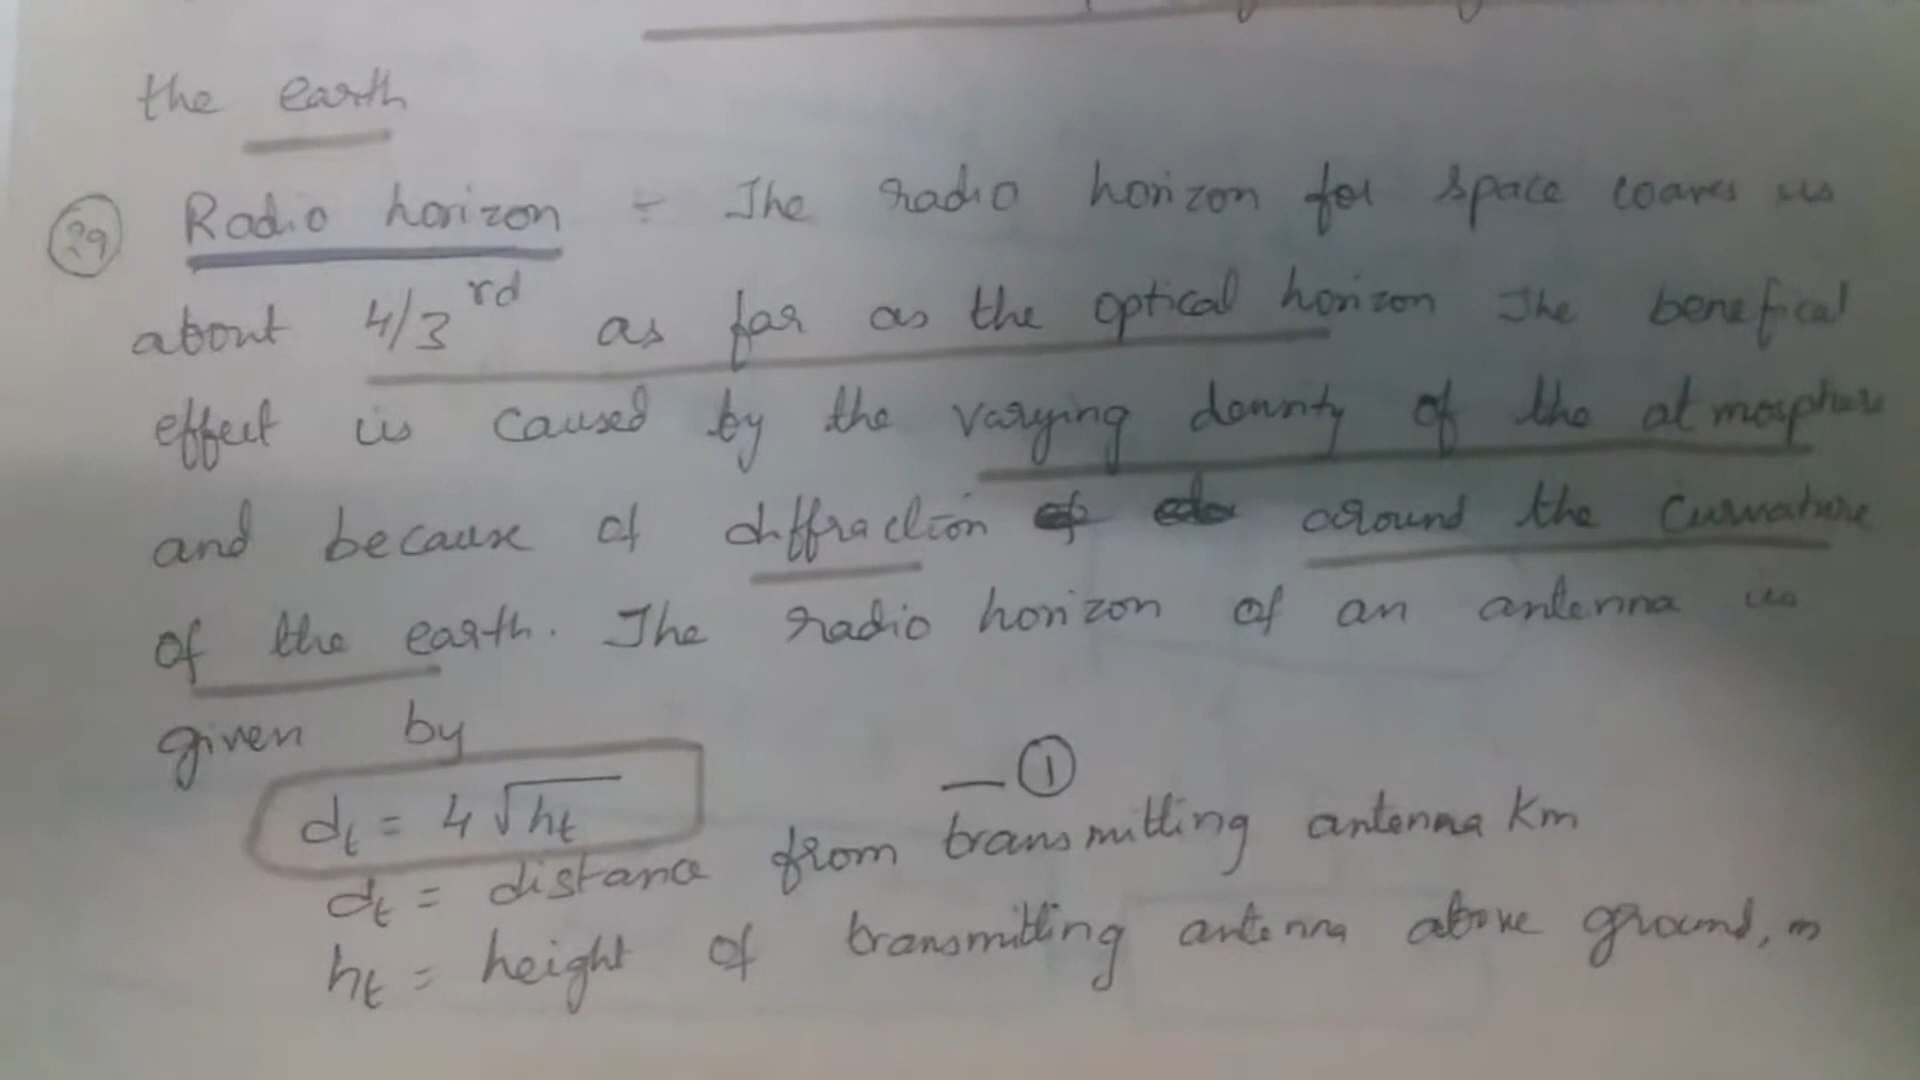 the earth
29 Radio horizon :- The radio horizon for space waves is
about 4/3rd as far as the optical horizon The benefical
effect is caused by the varying density of the atmosphere
and because of diffraction around the curvature
of the earth. The radio horizon of an antenna is
given by
dt = 4 √ht — 1
dt = distance from transmitting antenna Km
ht = height of transmitting antenna above ground, m